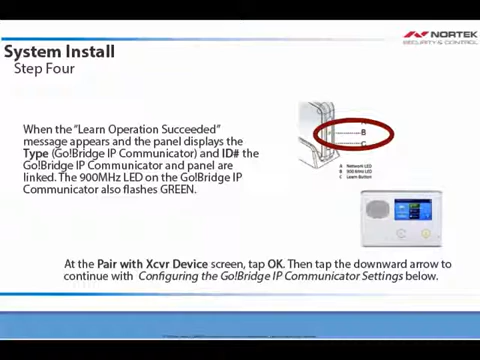 NORTEK
SECURITY & CONTROL
System Install
Step Four
When the “Learn Operation Succeeded”
message appears and the panel displays the
Type (Go!Bridge IP Communicator) and ID# the
Go!Bridge IP Communicator and panel are
linked. The 900MHz LED on the Go!Bridge IP
Communicator also flashes GREEN.
B
C
A Network LED
B 900 MHz LED
C Learn Button
At the Pair with Xcvr Device screen, tap OK. Then tap the downward arrow to
continue with Configuring the Go!Bridge IP Communicator Settings below.